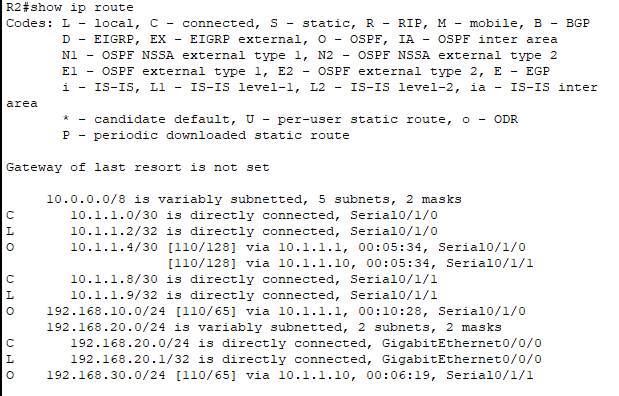 R2#show ip route
Codes: L - local, C - connected, S - static, R - RIP, M - mobile, B - BGP
D - EIGRP, EX - EIGRP external, O - OSPF, IA - OSPF inter area
N1 - OSPF NSSA external type 1, N2 - OSPF NSSA external type 2
E1 - OSPF external type 1, E2 - OSPF external type 2, E - EGP
i - IS-IS, L1 - IS-IS level-1, L2 - IS-IS level-2, ia - IS-IS inter
area
* - candidate default, U - per-user static route, o - ODR
P - periodic downloaded static route
Gateway of last resort is not set
10.0.0.0/8 is variably subnetted, 5 subnets, 2 masks
C 10.1.1.0/30 is directly connected, Serial0/1/0
L 10.1.1.2/32 is directly connected, Serial0/1/0
O 10.1.1.4/30 [110/128] via 10.1.1.1, 00:05:34, Serial0/1/0
[110/128] via 10.1.1.10, 00:05:34, Serial0/1/1
C 10.1.1.8/30 is directly connected, Serial0/1/1
L 10.1.1.9/32 is directly connected, Serial0/1/1
O 192.168.10.0/24 [110/65] via 10.1.1.1, 00:10:28, Serial0/1/0
192.168.20.0/24 is variably subnetted, 2 subnets, 2 masks
C 192.168.20.0/24 is directly connected, GigabitEthernet0/0/0
L 192.168.20.1/32 is directly connected, GigabitEthernet0/0/0
O 192.168.30.0/24 [110/65] via 10.1.1.10, 00:06:19, Serial0/1/1